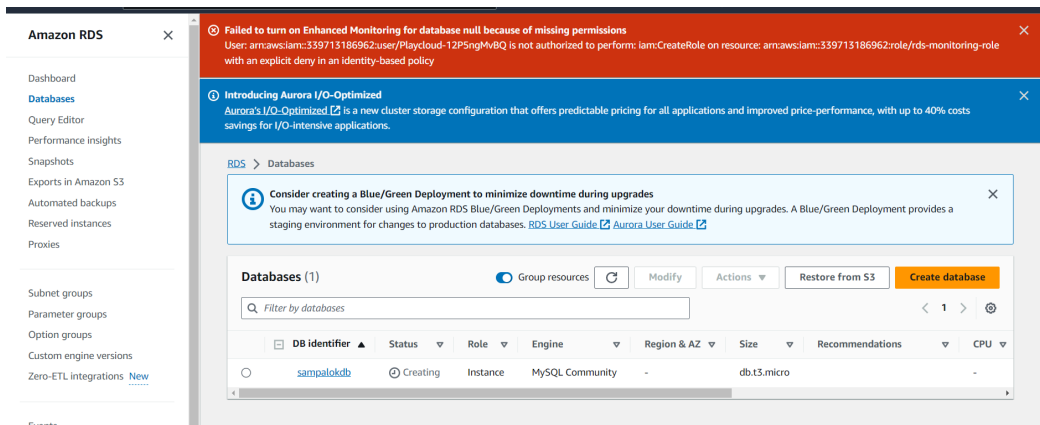 Amazon RDS
Dashboard
Databases
Query Editor
Performance insights
Snapshots
Exports in Amazon S3
Automated backups
Reserved instances
Proxies
Subnet groups
Parameter groups
Option groups
Custom engine versions
Zero-ETL integrations New
Events
Failed to turn on Enhanced Monitoring for database null because of missing permissions
User: arn:aws:iam::339713186962:user/Playcloud-12P5ngMvBQ is not authorized to perform: iam:CreateRole on resource: arn:aws:iam::339713186962:role/rds-monitoring-role
with an explicit deny in an identity-based policy
Introducing Aurora I/O-Optimized
Aurora's I/O-Optimized is a new cluster storage configuration that offers predictable pricing for all applications and improved price-performance, with up to 40% costs
savings for I/O-intensive applications.
RDS > Databases
Consider creating a Blue/Green Deployment to minimize downtime during upgrades
You may want to consider using Amazon RDS Blue/Green Deployments and minimize your downtime during upgrades. A Blue/Green Deployment provides a
staging environment for changes to production databases. RDS User Guide Aurora User Guide
Databases (1) Group resources Modify Actions Restore from S3 Create database
Filter by databases 1
DB identifier Status Role Engine Region & AZ Size Recommendations CPU
sampalokdb Creating Instance MySQL Community - db.t3.micro -